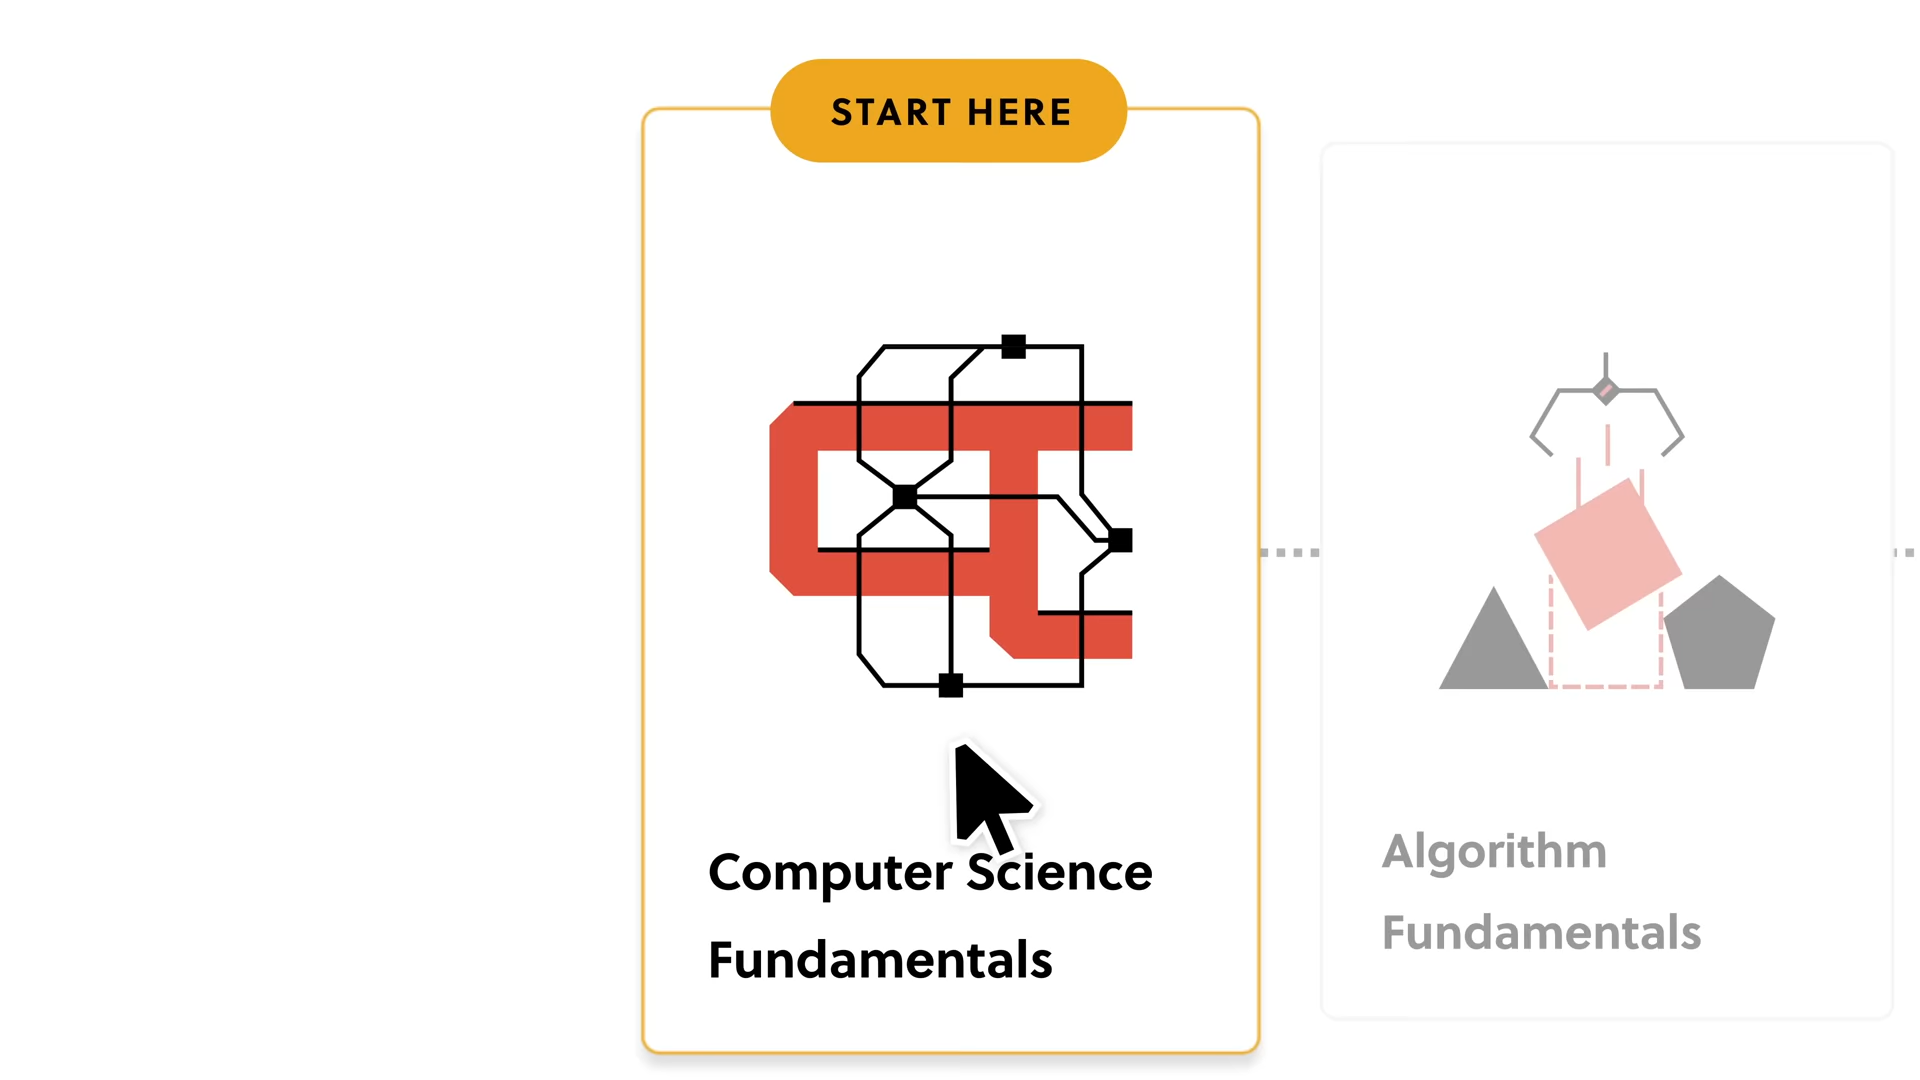 START HERE
Computer Science
Fundamentals
Algorithm
Fundamentals